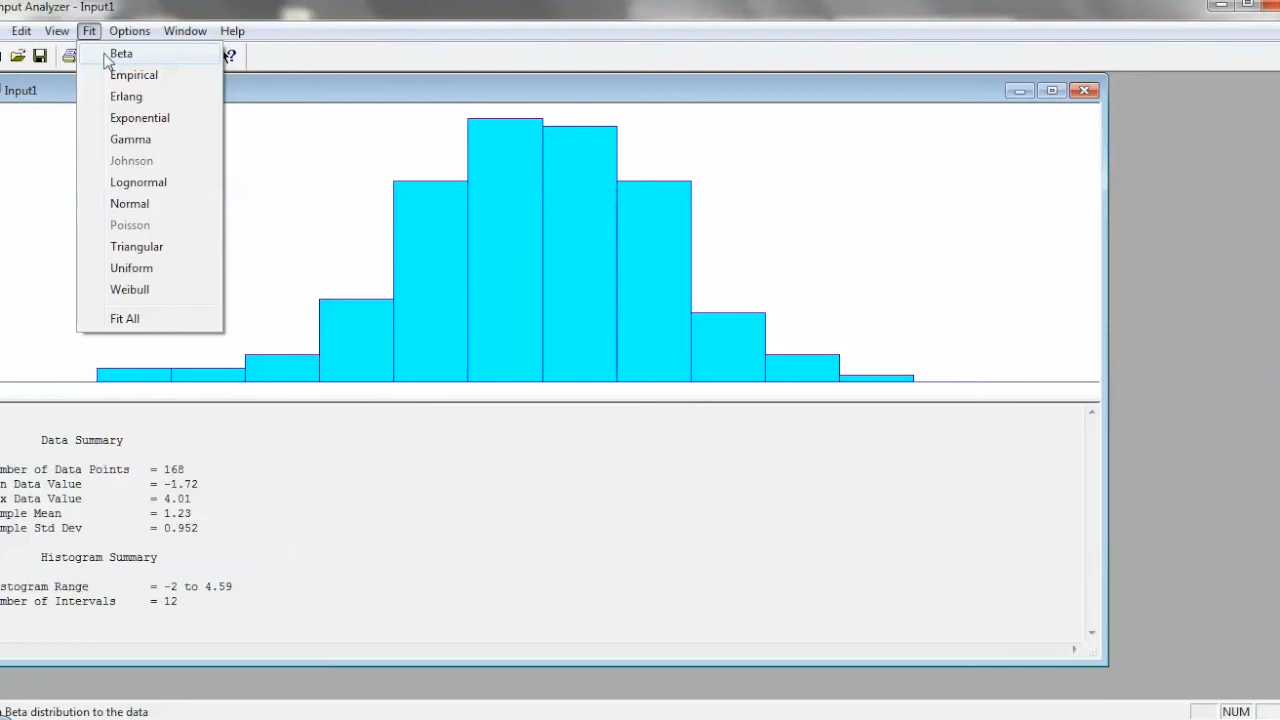 nput Analyzer - Input1
Edit View Fit Options Window Help
Beta
Empirical
Erlang
Exponential
Gamma
Johnson
Lognormal
Normal
Poisson
Triangular
Uniform
Weibull
Fit All
Input1
Data Summary
mber of Data Points = 168
n Data Value = -1.72
x Data Value = 4.01
mple Mean = 1.23
mple Std Dev = 0.952
Histogram Summary
stogram Range = -2 to 4.59
mber of Intervals = 12
Beta distribution to the data
NUM